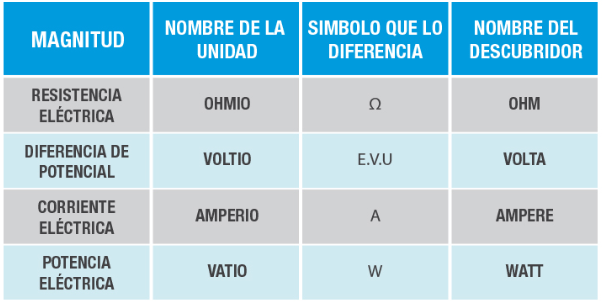 MAGNITUD
NOMBRE DE LA
UNIDAD
SIMBOLO QUE LO
DIFERENCIA
NOMBRE DEL
DESCUBRIDOR
RESISTENCIA
ELÉCTRICA
OHMIO
Ω
OHM
DIFERENCIA DE
POTENCIAL
VOLTIO
E.V.U
VOLTA
CORRIENTE
ELÉCTRICA
AMPERIO
A
AMPERE
POTENCIA
ELÉCTRICA
VATIO
W
WATT